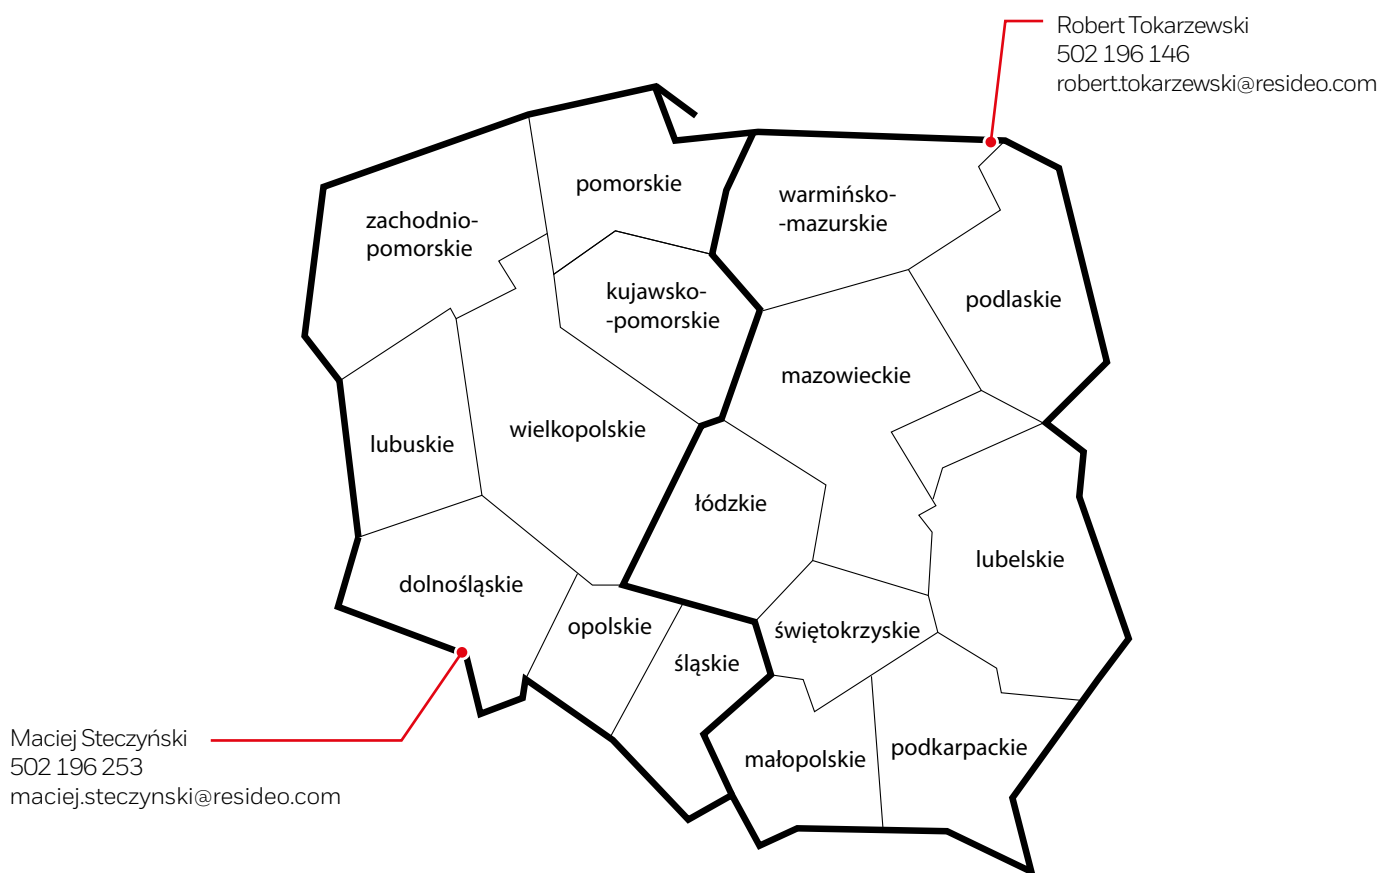 Robert Tokarzewski
502 196 146
robert.tokarzewski@resideo.com
pomorskie
warmińsko-
-mazurskie
zachodnio-
pomorskie
kujawsko-
-pomorskie
podlaskie
mazowieckie
wielkopolskie
lubuskie
łódzkie
lubelskie
dolnośląskie
opolskie
świętokrzyskie
śląskie
małopolskie
podkarpackie
Maciej Steczyński
502 196 253
maciej.steczynski@resideo.com